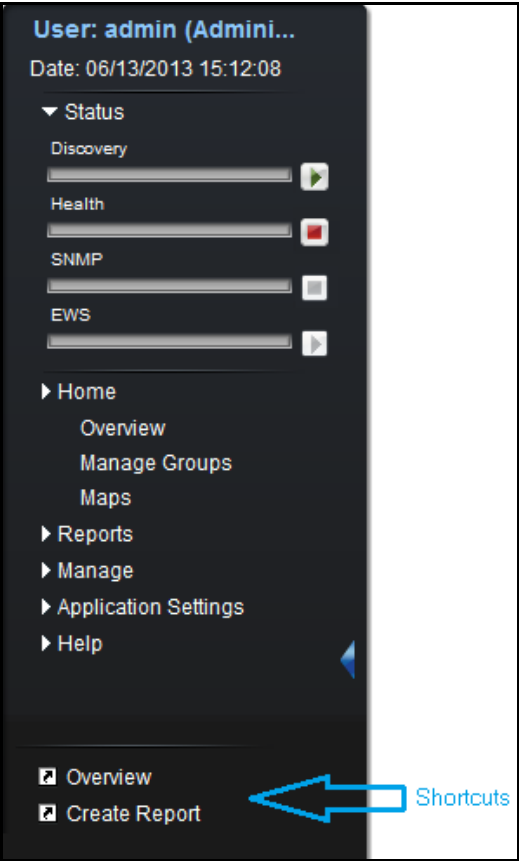 User: admin (Admini...
Date: 06/13/2013 15:12:08
Status
Discovery
Health
SNMP
EWS
Home
Overview
Manage Groups
Maps
Reports
Manage
Application Settings
Help
Overview
Create Report
Shortcuts